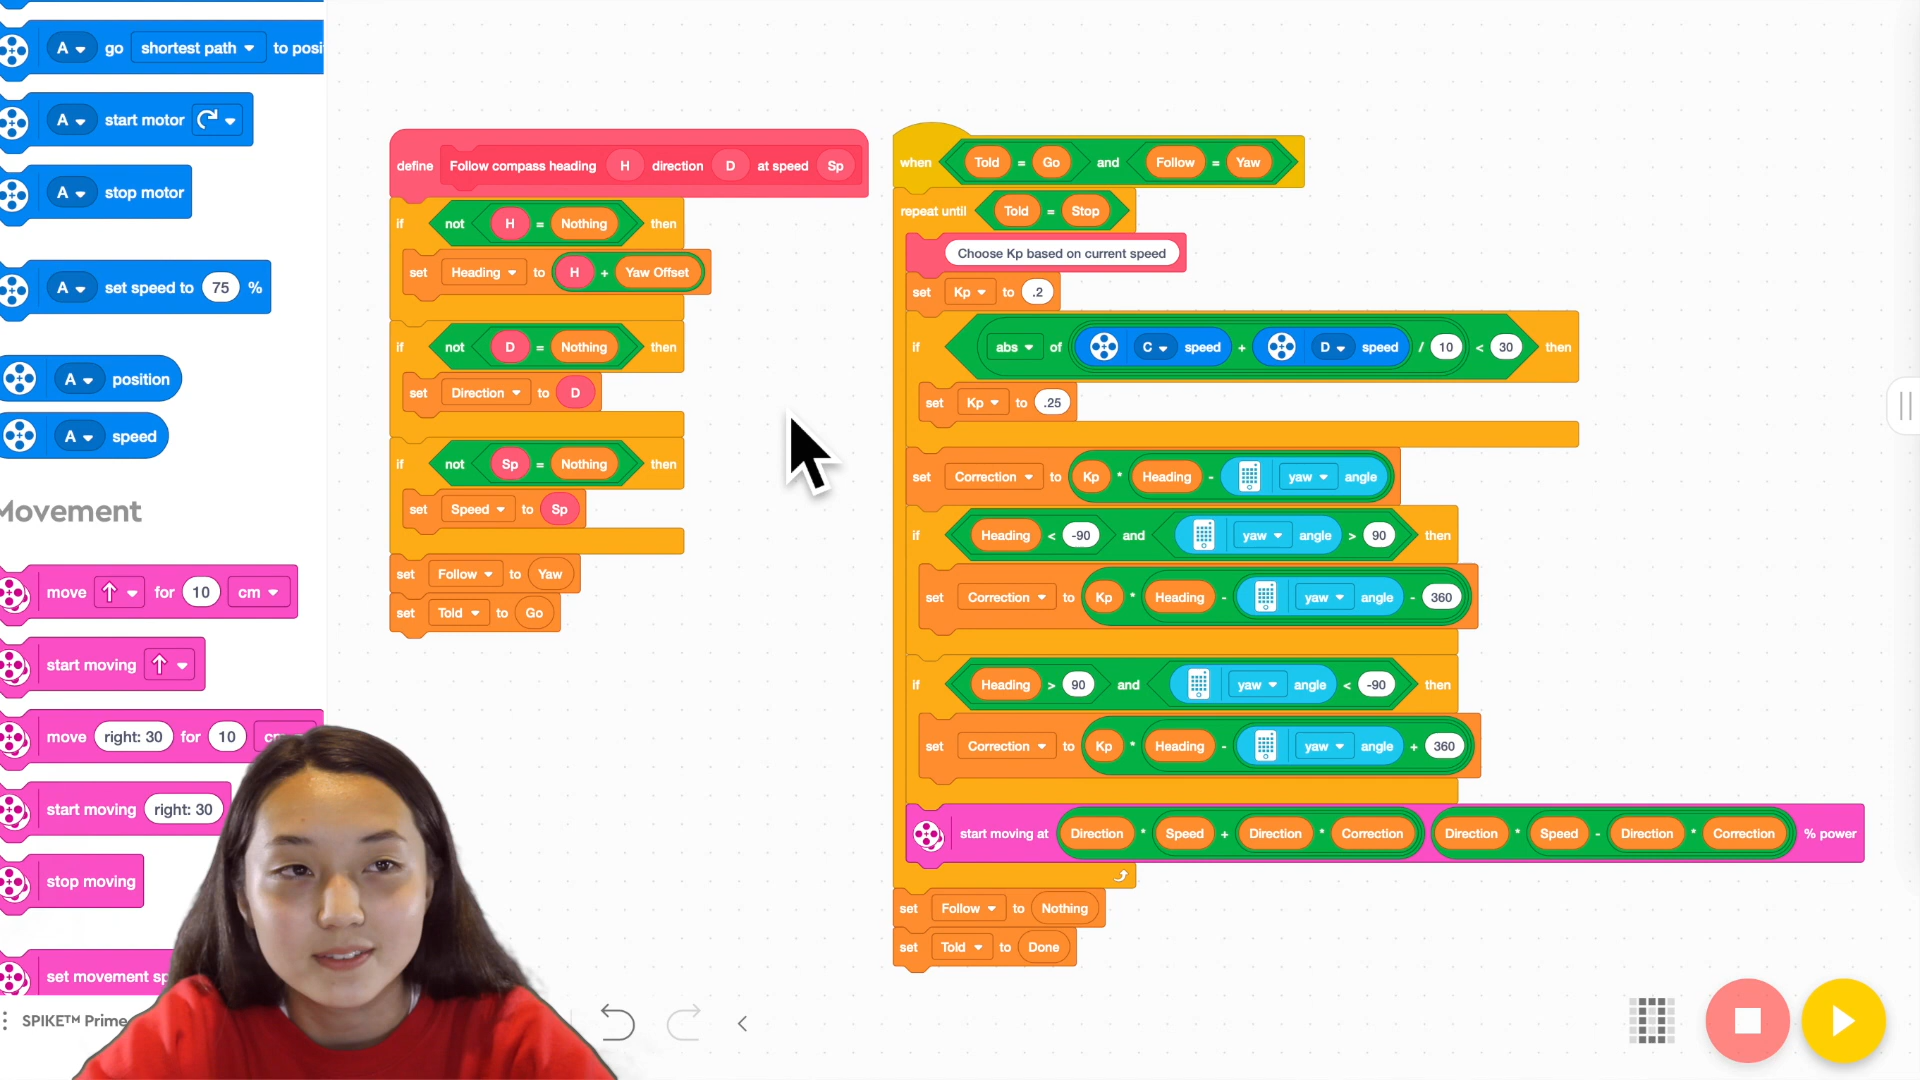 A go shortest path to posi
A start motor
A stop motor
A set speed to 75 %
A position
A speed
Movement
move for 10 cm
start moving
move right: 30 for 10
start moving right: 30
stop moving
set movement sp
SPIKE™ Prime
define Follow compass heading H direction D at speed Sp
if not H = Nothing then
set Heading to H + Yaw Offset
if not D = Nothing then
set Direction to D
if not Sp = Nothing then
set Speed to Sp
set Follow to Yaw
set Told to Go
when Told = Go and Follow = Yaw
repeat until Told = Stop
Choose Kp based on current speed
set Kp to .2
if abs of C speed + D speed / 10 < 30 then
set Kp to .25
set Correction to Kp * Heading - yaw angle
if Heading < -90 and yaw angle > 90 then
set Correction to Kp * Heading - yaw angle - 360
if Heading > 90 and yaw angle < -90 then
set Correction to Kp * Heading - yaw angle + 360
start moving at Direction * Speed + Direction * Correction Direction * Speed - Direction * Correction % power
set Follow to Nothing
set Told to Done